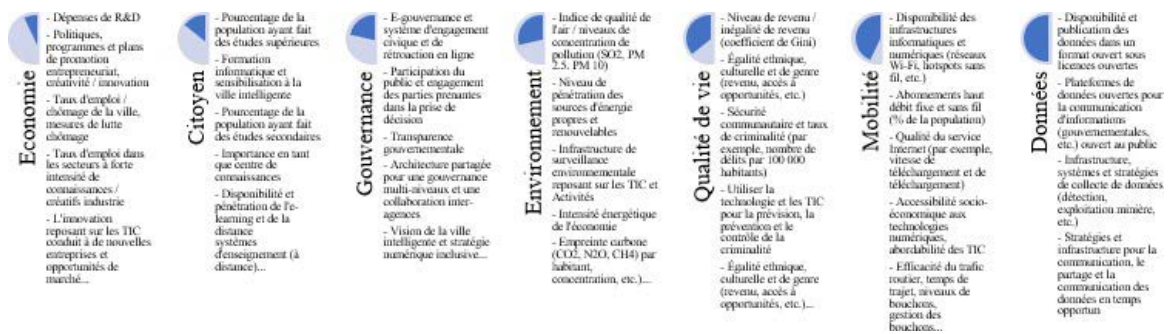 Economie
- Dépenses de R&D
- Politiques,
programmes et plans
de promotion
entrepreneuriat,
créativité / innovation
- Taux d'emploi /
chômage de la ville,
mesures de lutte
chômage
- Taux d'emploi dans
les secteurs à forte
intensité de
connaissances /
créatifs industrie
- L'innovation
reposant sur les TIC
conduit à de nouvelles
entreprises et
opportunités de
marché...
Citoyen
- Pourcentage de la
population ayant fait
des études supérieures
- Formation
informatique et
sensibilisation à la
ville intelligente
- Pourcentage de la
population ayant fait
des études secondaires
- Importance en tant
que centre de
connaissances
- Disponibilité et
pénétration de l'e-
learning et de la
distance
systèmes
d'enseignement (à
distance)...
Gouvernance
- E-gouvernance et
système d'engagement
civique et de
rétroaction en ligne
- Participation du
public et engagement
des parties prenantes
dans la prise de
décision
- Transparence
gouvernementale
- Architecture partagée
pour une gouvernance
multi-niveaux et une
collaboration inter-
agences
- Vision de la ville
intelligente et stratégie
numérique inclusive...
Environnement
- Indice de qualité de
l'air / niveaux de
concentration de
pollution (SO2, PM
2.5, PM 10)
- Niveau de
pénétration des
sources d'énergie
propres et
renouvelables
- Infrastructure de
surveillance
environnementale
reposant sur les TIC et
Activités
- Intensité énergétique
de l'économie
- Empreinte carbone
(CO2, N2O, CH4) par
habitant,
concentration, etc.)...
Qualité de vie
- Niveau de revenu /
inégalité de revenu
(coefficient de Gini)
- Égalité ethnique,
culturelle et de genre
(revenu, accès à
opportunités, etc.)
- Sécurité
communautaire et taux
de criminalité (par
exemple, nombre de
délits par 100 000
habitants)
- Utiliser la
technologie et les TIC
pour la prévision, la
prévention et le
contrôle de la
criminalité
- Égalité ethnique,
culturelle et de genre
(revenu, accès à
opportunités, etc.)...
Mobilité
- Disponibilité des
infrastructures
informatiques et
numériques (réseaux
Wi-Fi, hotspots sans
fil, etc.)
- Abonnements haut
débit fixe et sans fil
(% de la population)
- Qualité du service
Internet (par exemple,
vitesse de
téléchargement et de
téléchargement)
- Accessibilité socio-
économique aux
technologies
numériques,
abordabilité des TIC
- Efficacité du trafic
routier, temps de
trajet, niveaux de
bouchons,
gestion des
bouchons...
Données
- Disponibilité et
publication des
données dans un
format ouvert sous
licences ouvertes
- Plateformes de
données ouvertes pour
la communication
d'informations
(gouvernementales,
etc.) ouvert au public
- Infrastructure,
systèmes et stratégies
de collecte de données
(détection,
exploitation minière,
etc.)
- Stratégies et
infrastructure pour la
communication, le
partage et la
communication des
données en temps
opportun